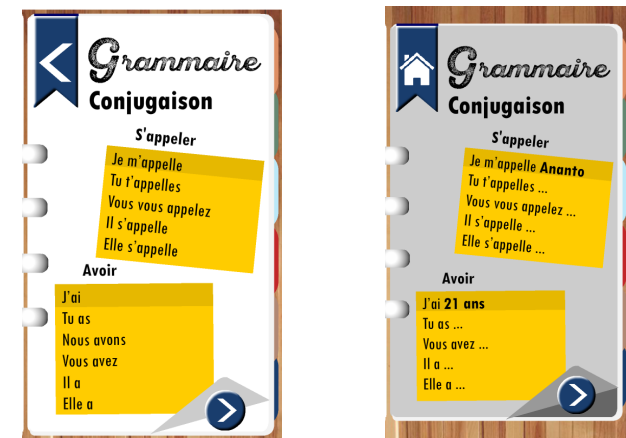 Grammaire
Conjugaison
S'appeler
Je m'appelle
Tu t'appelles
Vous vous appelez
Il s'appelle
Elle s'appelle
Avoir
J'ai
Tu as
Nous avons
Vous avez
Il a
Elle a
Grammaire
Conjugaison
S'appeler
Je m'appelle Ananto
Tu t'appelles ...
Vous vous appelez ...
Il s'appelle ...
Elle s'appelle ...
Avoir
J'ai 21 ans
Tu as ...
Vous avez ...
Il a ...
Elle a ...